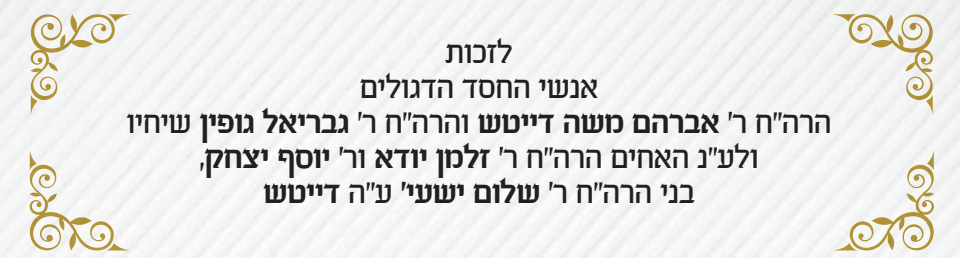 לזכות
אנשי החסד הדגולים
הרה"ח ר' אברהם משה דייטש והרה"ח ר' גבריאל גופין שיחיו
ולע"נ האחים הרה"ח ר' זלמן יודא ור' יוסף יצחק,
בני הרה"ח ר' שלום ישעי' ע"ה דייטש